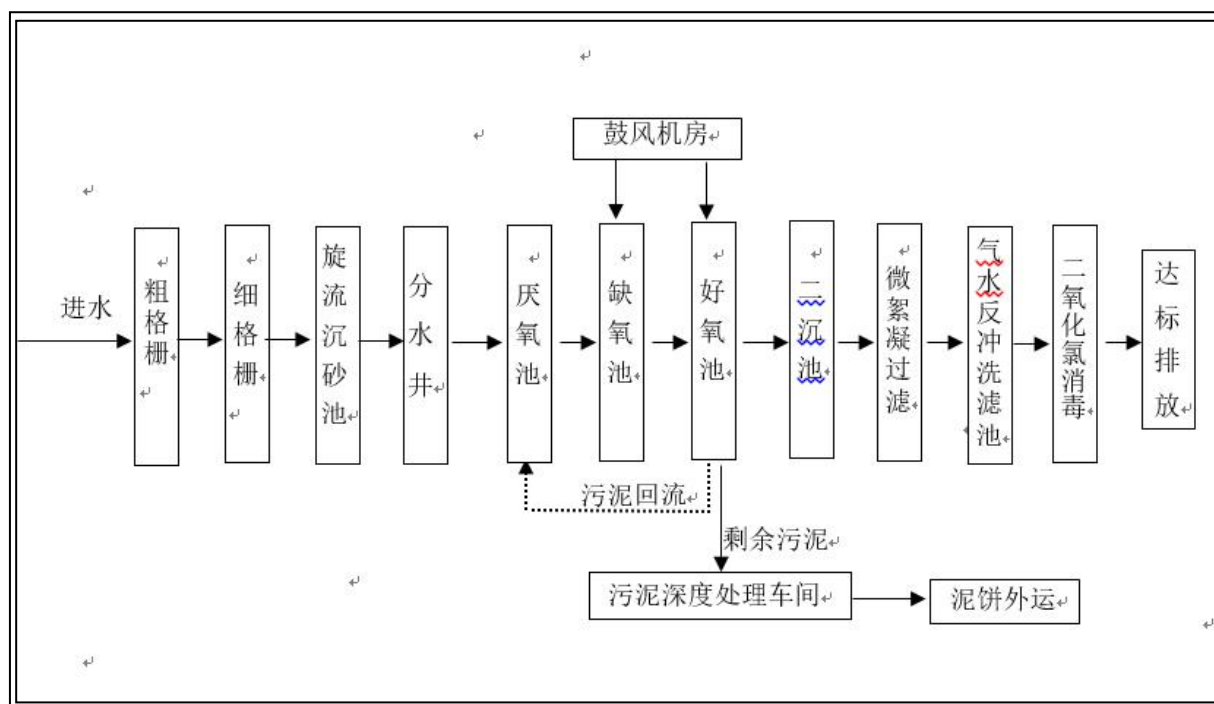 鼓风机房
进水
粗格栅
细格栅
旋流沉砂池
分水井
厌氧池
缺氧池
好氧池
二沉池
微絮凝过滤
气水反冲洗滤池
二氧化氯消毒
达标排放
污泥回流
剩余污泥
污泥深度处理车间
泥饼外运